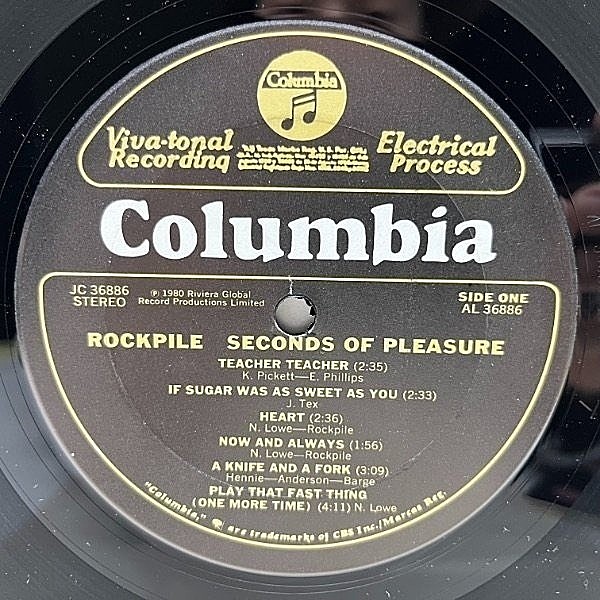 Columbia
Viva-tonal
Recording
Electrical
Process
Columbia
JC 36886
STEREO
℗ 1980 Riviera Global
Record Productions Limited
SIDE ONE
AL 36886
ROCKPILE SECONDS OF PLEASURE
TEACHER TEACHER (2:35)
K. Pickett—E. Phillips
IF SUGAR WAS AS SWEET AS YOU (2:33)
J. Tex
HEART (2:36)
N. Lowe—Rockpile
NOW AND ALWAYS (1:56)
N. Lowe—Rockpile
A KNIFE AND A FORK (3:09)
Hennie—Anderson—Barge
PLAY THAT FAST THING
(ONE MORE TIME) (4:11) N. Lowe
"Columbia," are trademarks of CBS Inc./Marcas Reg.